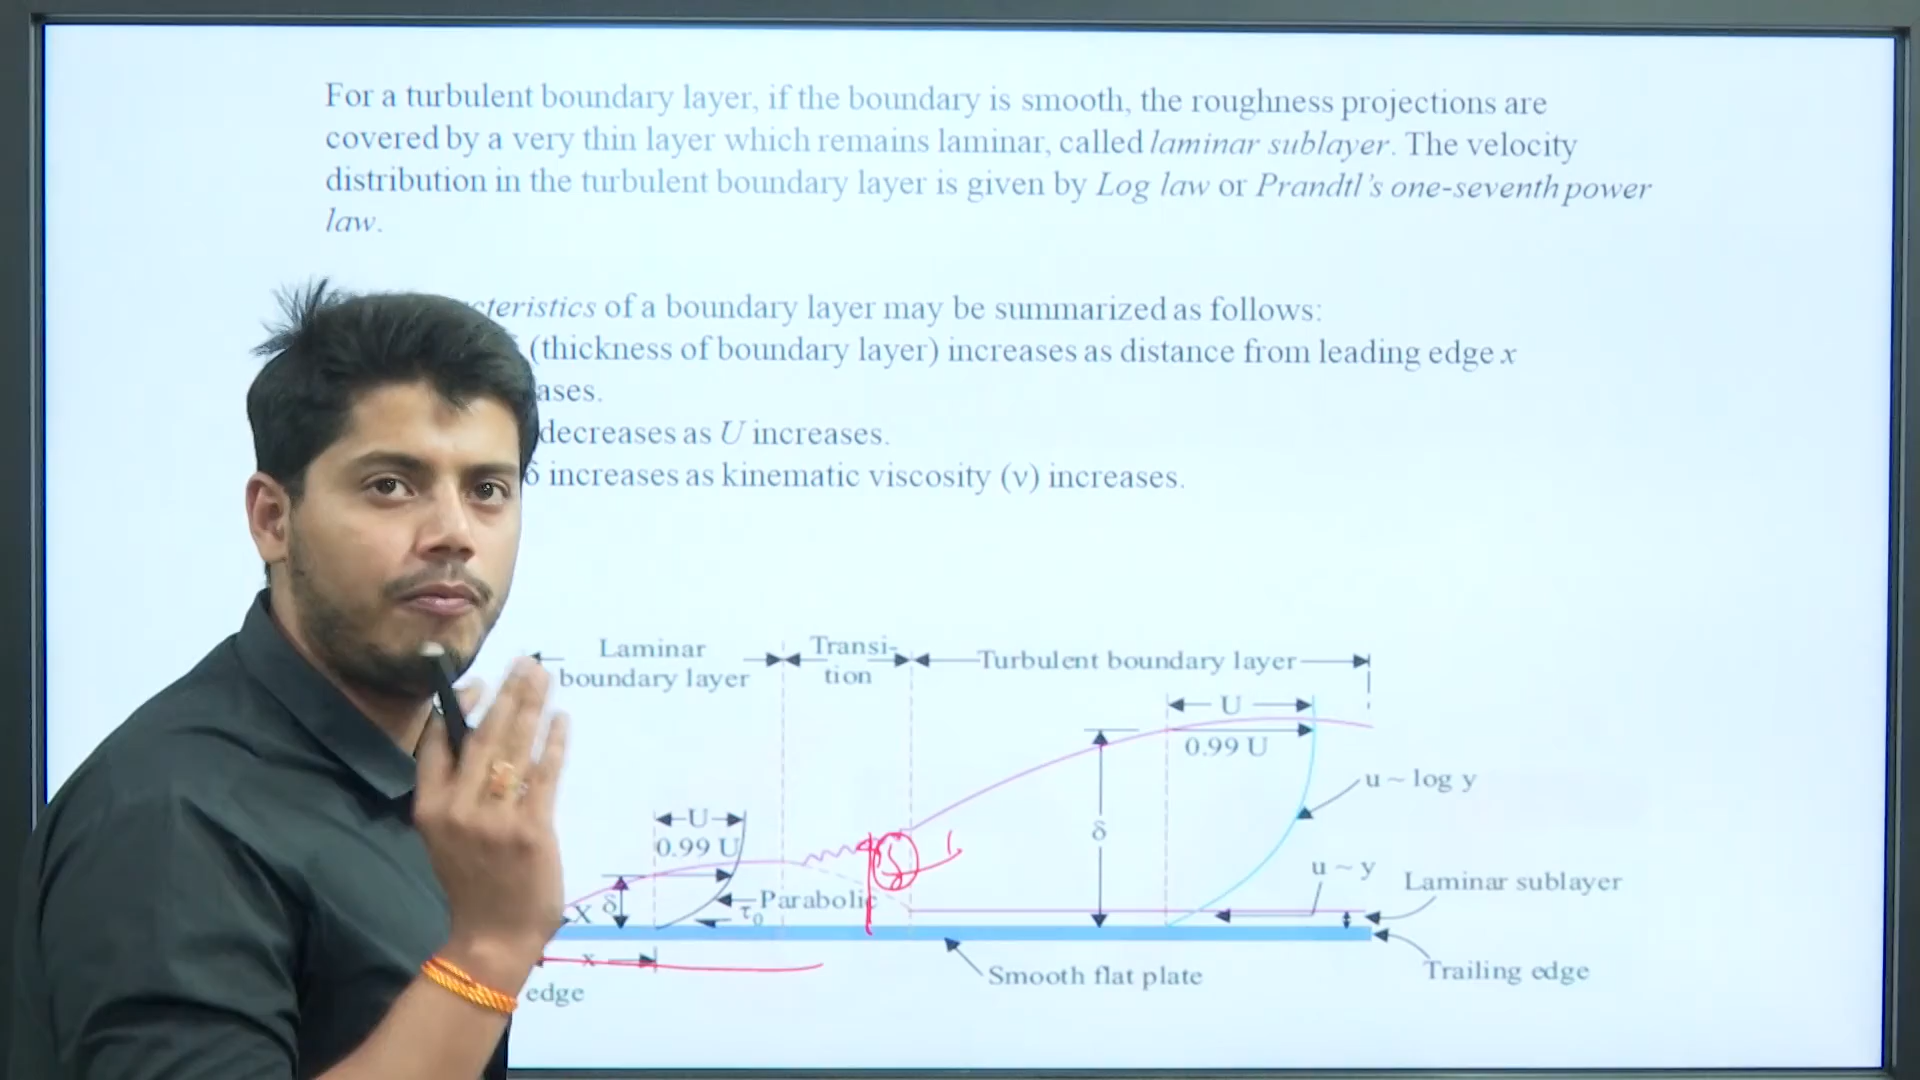 For a turbulent boundary layer, if the boundary is smooth, the roughness projections are
covered by a very thin layer which remains laminar, called laminar sublayer. The velocity
distribution in the turbulent boundary layer is given by Log law or Prandtl's one-seventh power
law.
cteristics of a boundary layer may be summarized as follows:
(thickness of boundary layer) increases as distance from leading edge x
ases.
decreases as U increases.
δ increases as kinematic viscosity (ν) increases.
Laminar
boundary layer
Transi-
tion
Turbulent boundary layer
U
0.99 U
u ~ log y
U
0.99 U
δ
u ~ y
Laminar sublayer
X
δ
Parabolic
τ0
x
Smooth flat plate
Trailing edge
edge